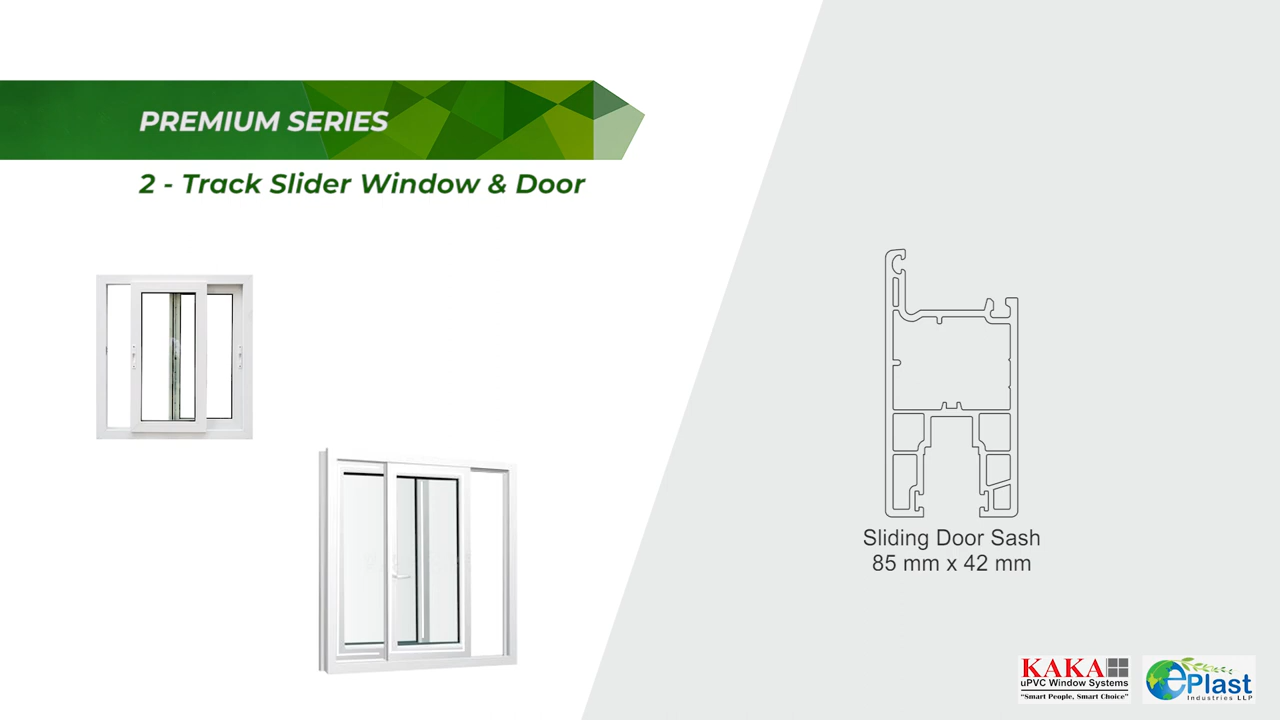 PREMIUM SERIES
2 - Track Slider Window & Door
Sliding Door Sash
85 mm x 42 mm
KAKA
uPVC Window Systems
"Smart People, Smart Choice"
ePlast
Industries LLP